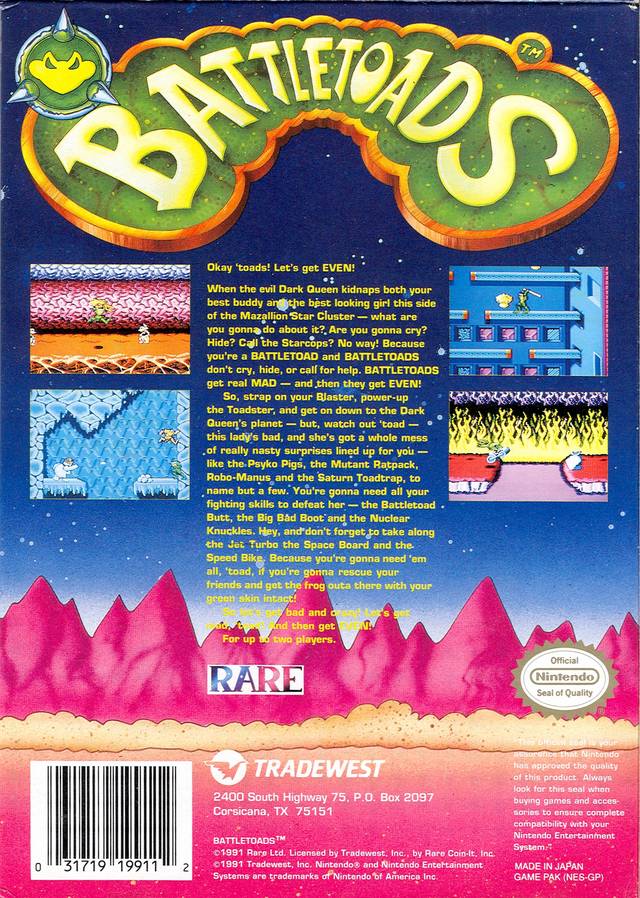 BATTLETOADS™
Okay 'toads! Let's get EVEN!
When the evil Dark Queen kidnaps both your
best buddy and the best looking girl this side
of the Mazallion Star Cluster — what are
you gonna do about it? Are you gonna cry?
Hide? Call the Starcops? No way! Because
you're a BATTLETOAD and BATTLETOADS
don't cry, hide, or call for help. BATTLETOADS
get real MAD — and then they get EVEN!
So, strap on your Blaster, power-up
the Toadster, and get on down to the Dark
Queen's planet — but, watch out 'toad —
this lady's bad, and she's got a whole mess
of really nasty surprises lined up for you —
like the Psyko Pigs, the Mutant Ratpack,
Robo-Manus and the Saturn Toadtrap, to
name but a few. You're gonna need all your
fighting skills to defeat her — the Battletoad
Butt, the Big Bad Boot and the Nuclear
Knuckles. Hey, and don't forget to take along
the Jet Turbo the Space Board and the
Speed Bike. Because you're gonna need 'em
all, 'toad, if you're gonna rescue your
friends and get the frog outa there with your
green skin intact!
So let's get bad and crazy! Let's get
mad, 'toad! And then get EVEN!
For up to two players.
RARE
Official
Nintendo
Seal of Quality
This official seal is your
assurance that Nintendo
has approved the quality
of this product. Always
look for this seal when
buying games and acces-
sories to ensure complete
compatibility with your
Nintendo Entertainment
System.
TRADEWEST
2400 South Highway 75, P.O. Box 2097
Corsicana, TX 75151
BATTLETOADS™
©1991 Rare Ltd. Licensed by Tradewest, Inc., by Rare Coin-It, Inc.
©1991 Tradewest, Inc. Nintendo® and Nintendo Entertainment
Systems are trademarks of Nintendo of America Inc.
MADE IN JAPAN
GAME PAK (NES-GP)
0 31719 19911 2